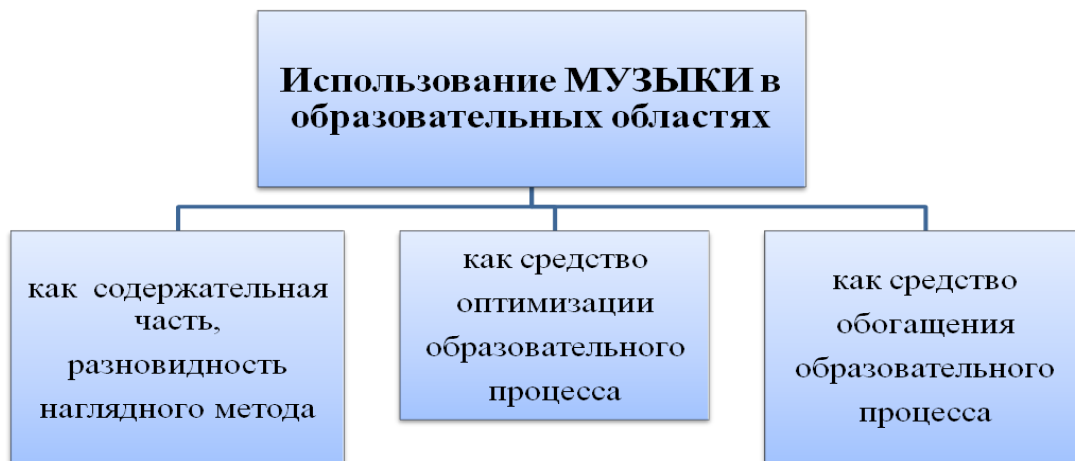 Использование МУЗЫКИ в
образовательных областях
как содержательная
часть,
разновидность
наглядного метода
как средство
оптимизации
образовательного
процесса
как средство
обогащения
образовательного
процесса